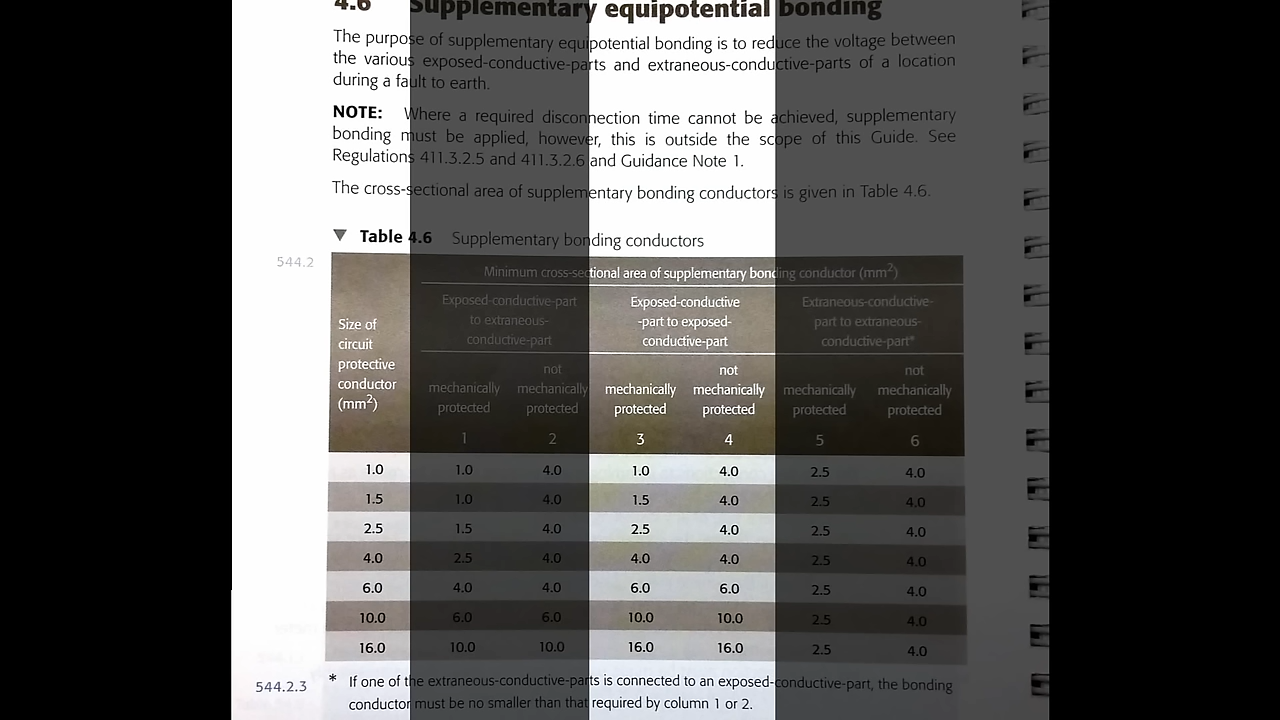 4.6 Supplementary equipotential bonding
The purpose of supplementary equipotential bonding is to reduce the voltage between
the various exposed-conductive-parts and extraneous-conductive-parts of a location
during a fault to earth.
NOTE: Where a required disconnection time cannot be achieved, supplementary
bonding must be applied, however, this is outside the scope of this Guide. See
Regulations 411.3.2.5 and 411.3.2.6 and Guidance Note 1.
The cross-sectional area of supplementary bonding conductors is given in Table 4.6.
▼ Table 4.6 Supplementary bonding conductors
544.2
Minimum cross-sectional area of supplementary bonding conductor (mm²)
Size of
circuit
protective
conductor
(mm²)
Exposed-conductive-part
to extraneous-
conductive-part
Exposed-conductive
-part to exposed-
conductive-part
Extraneous-conductive-
part to extraneous-
conductive-part*
mechanically
protected
not
mechanically
protected
mechanically
protected
not
mechanically
protected
mechanically
protected
not
mechanically
protected
1 2 3 4 5 6
1.0 1.0 4.0 1.0 4.0 2.5 4.0
1.5 1.0 4.0 1.5 4.0 2.5 4.0
2.5 1.5 4.0 2.5 4.0 2.5 4.0
4.0 2.5 4.0 4.0 4.0 2.5 4.0
6.0 4.0 4.0 6.0 6.0 2.5 4.0
10.0 6.0 6.0 10.0 10.0 2.5 4.0
16.0 10.0 10.0 16.0 16.0 2.5 4.0
544.2.3
* If one of the extraneous-conductive-parts is connected to an exposed-conductive-part, the bonding
conductor must be no smaller than that required by column 1 or 2.